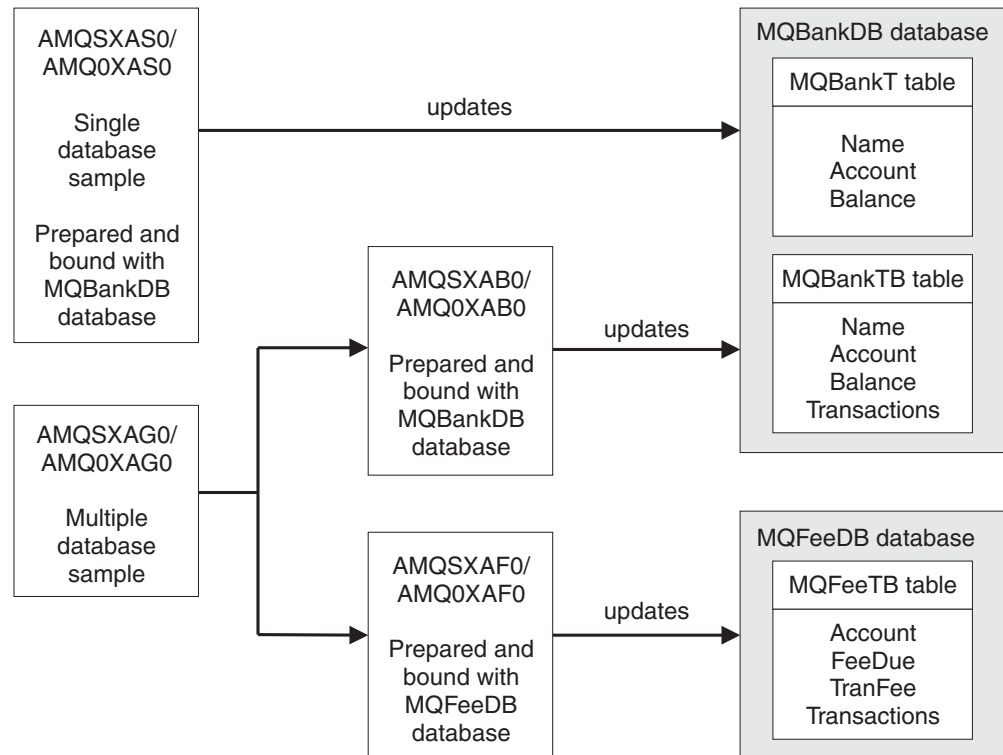 AMQSXAS0/
AMQ0XAS0
Single
database
sample
Prepared and
bound with
MQBankDB
database
updates
MQBankDB database
MQBankT table
Name
Account
Balance
AMQSXAB0/
AMQ0XAB0
Prepared and
bound with
MQBankDB
database
updates
MQBankTB table
Name
Account
Balance
Transactions
AMQSXAG0/
AMQ0XAG0
Multiple
database
sample
AMQSXAF0/
AMQ0XAF0
Prepared and
bound with
MQFeeDB
database
updates
MQFeeDB database
MQFeeTB table
Account
FeeDue
TranFee
Transactions